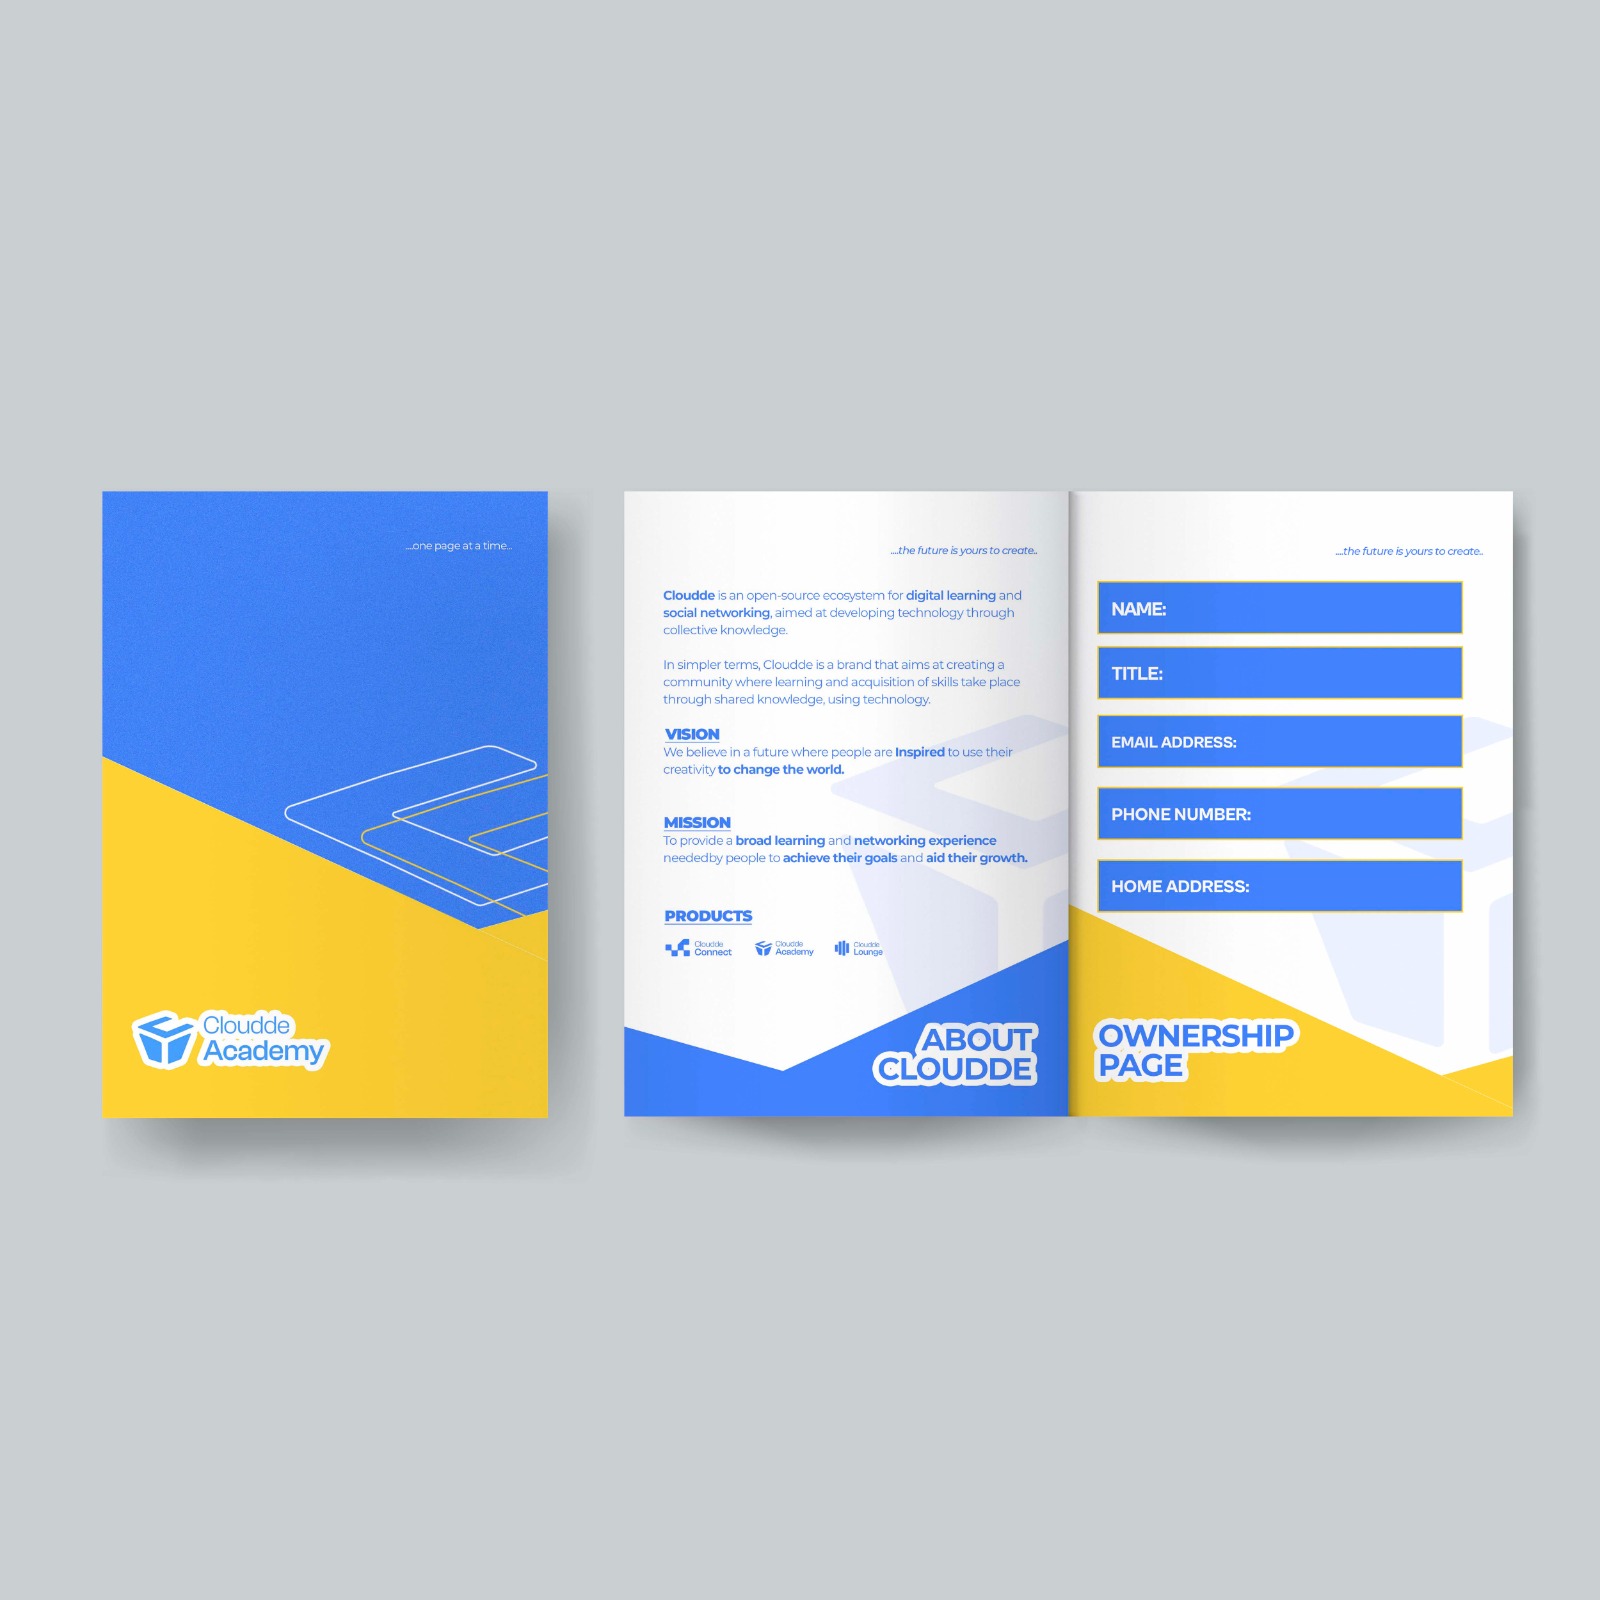 ....one page at a time...
Cloudde
Academy
....the future is yours to create..
Cloudde is an open-source ecosystem for digital learning and
social networking, aimed at developing technology through
collective knowledge.
In simpler terms, Cloudde is a brand that aims at creating a
community where learning and acquisition of skills take place
through shared knowledge, using technology.
VISION
We believe in a future where people are Inspired to use their
creativity to change the world.
MISSION
To provide a broad learning and networking experience
neededby people to achieve their goals and aid their growth.
PRODUCTS
Cloudde
Connect
Cloudde
Academy
Cloudde
Lounge
ABOUT
CLOUDDE
....the future is yours to create..
NAME:
TITLE:
EMAIL ADDRESS:
PHONE NUMBER:
HOME ADDRESS:
OWNERSHIP
PAGE